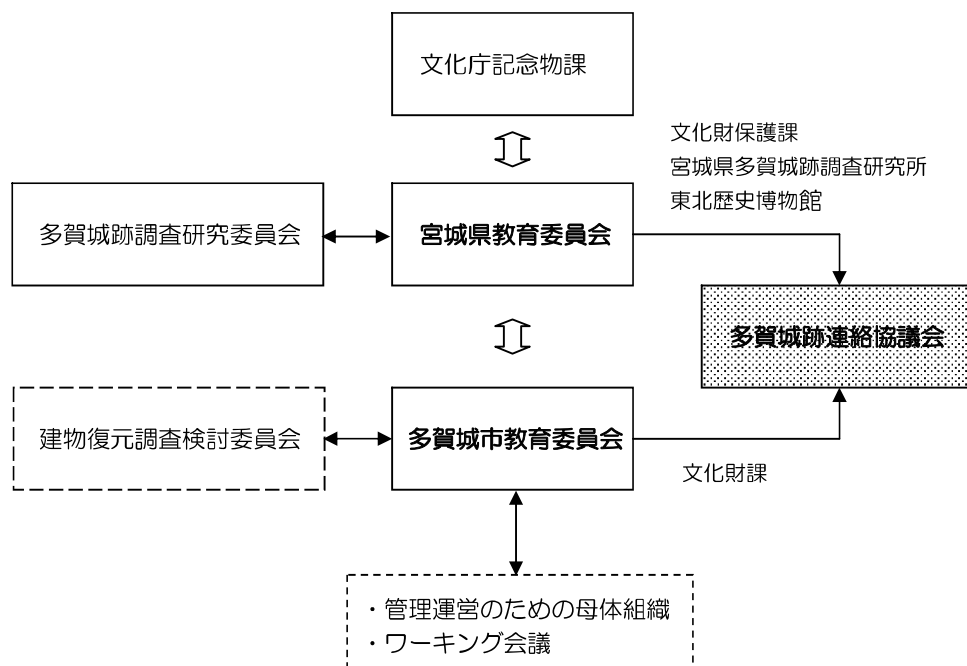 文化庁記念物課
文化財保護課
宮城県多賀城跡調査研究所
東北歴史博物館
多賀城跡調査研究委員会
宮城県教育委員会
多賀城跡連絡協議会
建物復元調査検討委員会
多賀城市教育委員会
文化財課
・管理運営のための母体組織
・ワーキング会議